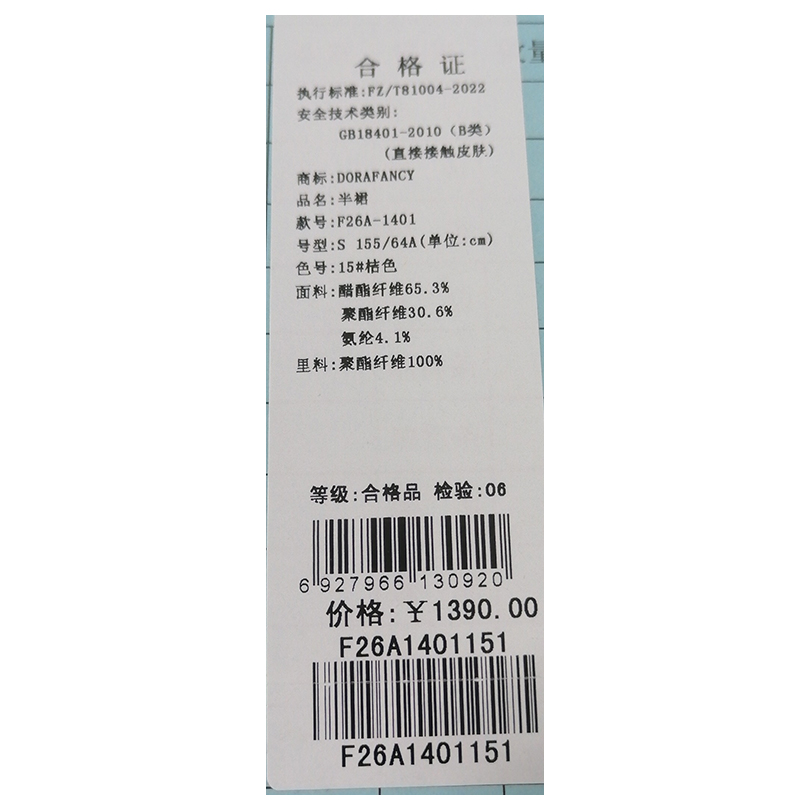 数量
合格证
执行标准:FZ/T81004-2022
安全技术类别:
GB18401-2010（B类）
(直接接触皮肤)
商标:DORAFANCY
品名:半裙
款号:F26A-1401
号型:S 155/64A(单位:cm)
色号:15#桔色
面料:醋酯纤维65.3%
聚酯纤维30.6%
氨纶4.1%
里料:聚酯纤维100%
等级:合格品 检验:06
6 927966 130920
价格:￥1390.00
F26A1401151
F26A1401151